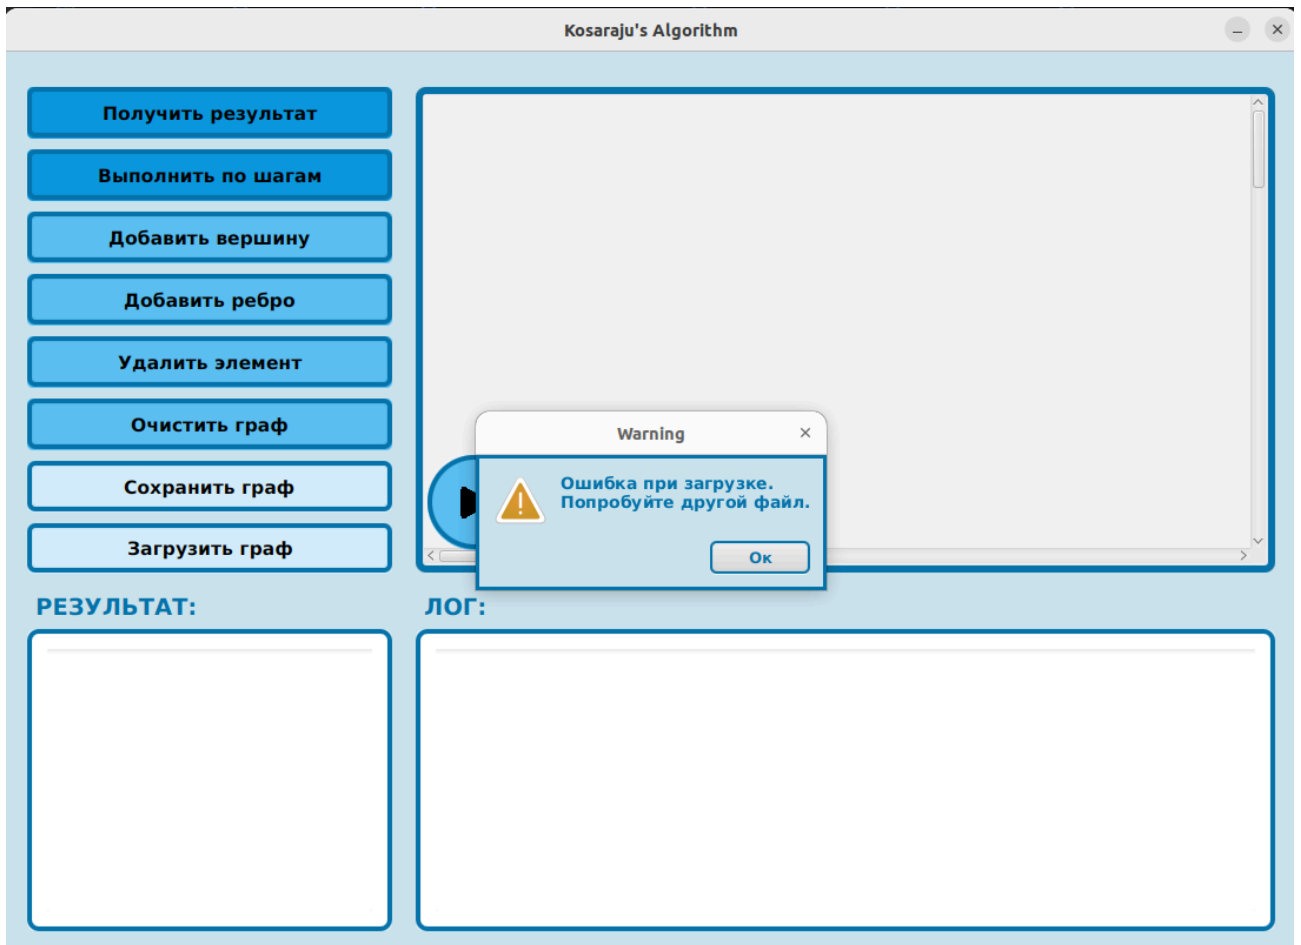 Kosaraju's Algorithm
Получить результат
Выполнить по шагам
Добавить вершину
Добавить ребро
Удалить элемент
Очистить граф
Сохранить граф
Загрузить граф
Warning
Ошибка при загрузке.
Попробуйте другой файл.
Ок
РЕЗУЛЬТАТ:
ЛОГ: